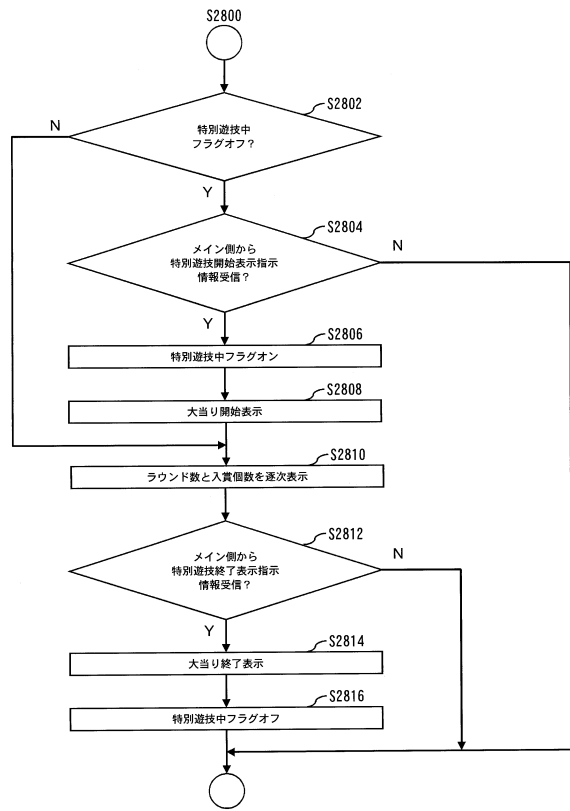 S2800
S2802
N
特別遊技中
フラグオフ？
Y
S2804
N
メイン側から
特別遊技開始表示指示
情報受信？
Y
S2806
特別遊技中フラグオン
S2808
大当り開始表示
S2810
ラウンド数と入賞個数を逐次表示
S2812
N
メイン側から
特別遊技終了表示指示
情報受信？
Y
S2814
大当り終了表示
S2816
特別遊技中フラグオフ